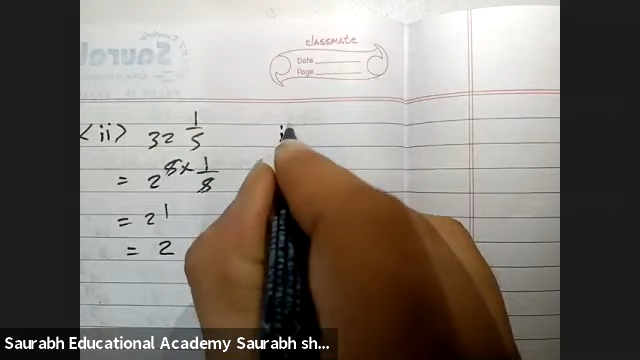 classmate
Date
Page
Saurab
<ii> 32 1/5
= 2 5 × 1/5
= 2 1
= 2
Saurabh Educational Academy Saurabh sh...